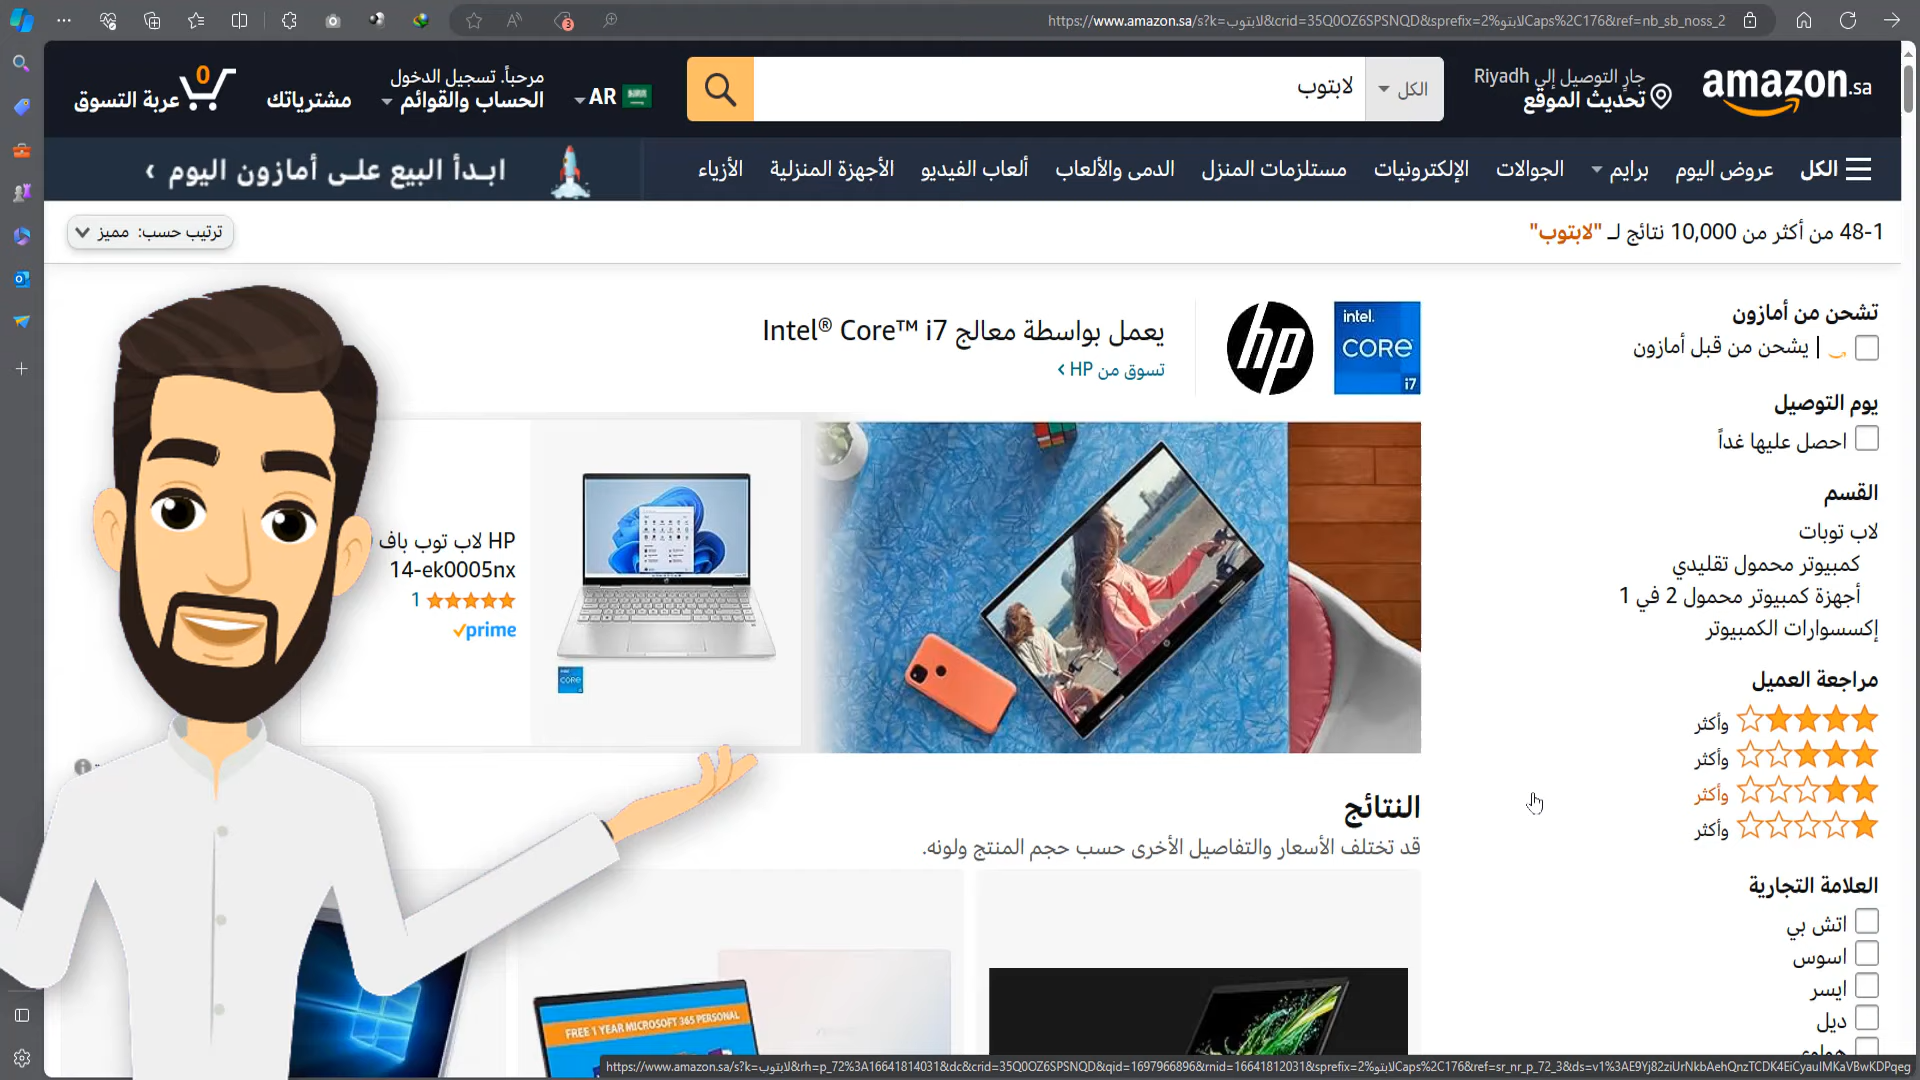 https://www.amazon.sa/s?k=لابتوب&crid=35Q0OZ6SPSNQD&sprefix=2%لابتوCaps%2C176&ref=nb_sb_noss_2
amazon.sa
جارٍ التوصيل إلى Riyadh
تحديث الموقع
الكل
لابتوب
AR
مرحباً. تسجيل الدخول
الحساب والقوائم
مشترياتك
0
عربة التسوق
الكل
عروض اليوم
برايم
الجوالات
الإلكترونيات
مستلزمات المنزل
الدمى والألعاب
ألعاب الفيديو
الأجهزة المنزلية
الأزياء
ابـدأ البيع علـى أمازون اليوم ›
1-48 من أكثر من 10,000 نتائج لـ "لابتوب"
ترتيب حسب: مميز
تشحن من أمازون
| يشحن من قبل أمازون
يوم التوصيل
احصل عليها غداً
القسم
لاب توبات
كمبيوتر محمول تقليدي
أجهزة كمبيوتر محمول 2 في 1
إكسسوارات الكمبيوتر
مراجعة العميل
وأكثر
وأكثر
وأكثر
وأكثر
العلامة التجارية
اتش بي
اسوس
ايسر
ديل
intel.
CORE
i7
hp
يعمل بواسطة معالج Intel® Core™ i7
تسوق من HP ›
HP لاب توب باف
14-ek0005nx
1
prime
intel
CORE
النتائج
قد تختلف الأسعار والتفاصيل الأخرى حسب حجم المنتج ولونه.
FREE 1 YEAR MICROSOFT 365 PERSONAL